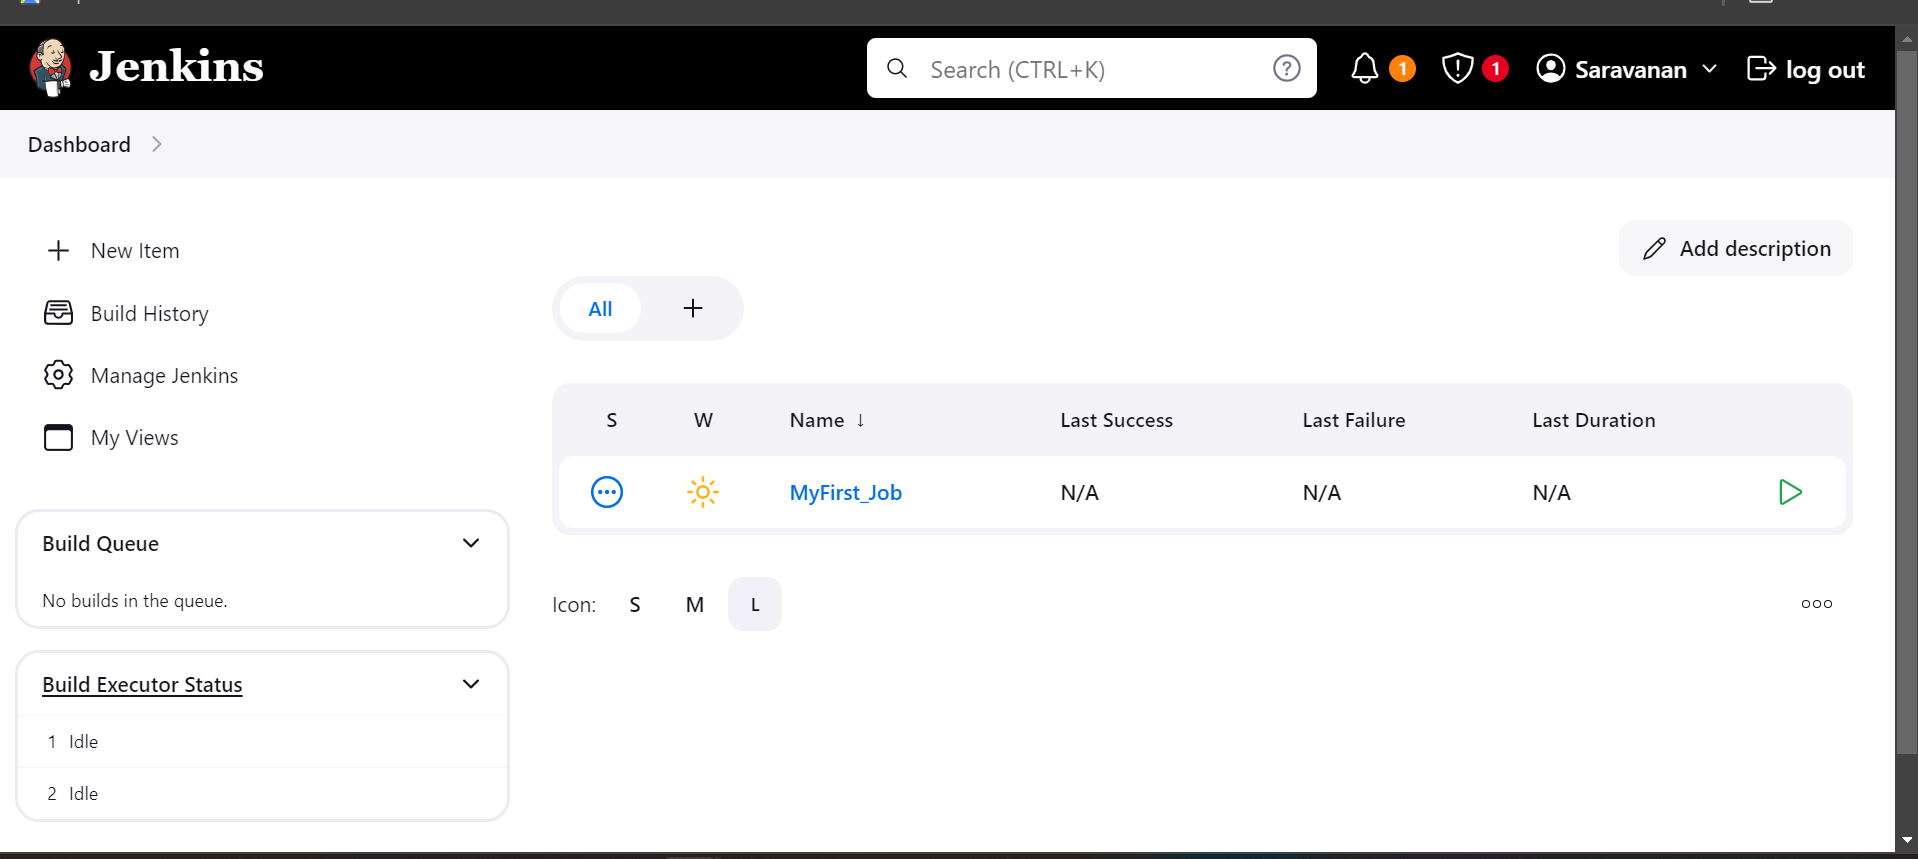 Jenkins
Search (CTRL+K)
?
1
1
Saravanan
log out
Dashboard
New Item
Build History
Manage Jenkins
My Views
Build Queue
No builds in the queue.
Build Executor Status
1 Idle
2 Idle
Add description
All +
S W Name ↓ Last Success Last Failure Last Duration
MyFirst_Job N/A N/A N/A
Icon: S M L